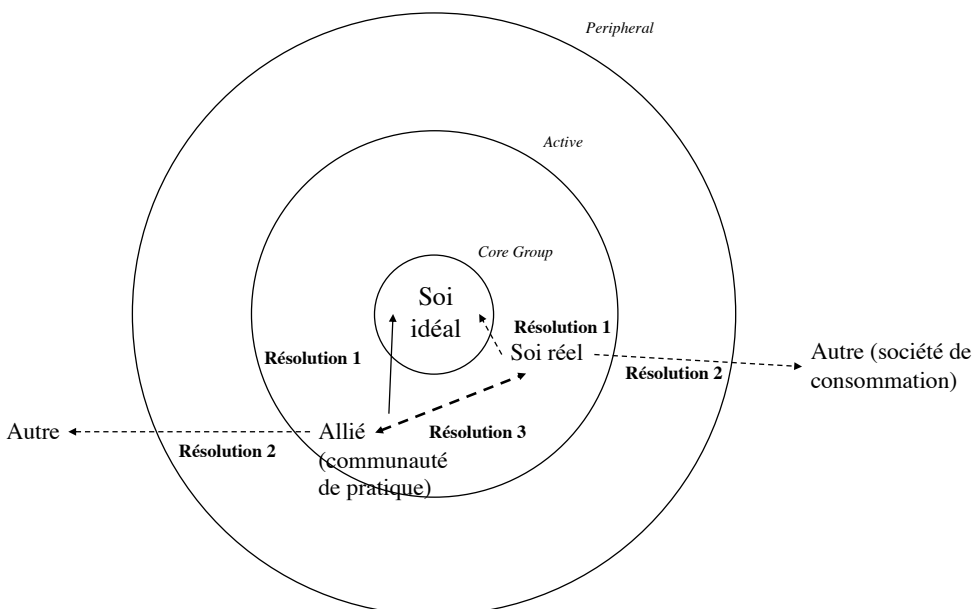 Peripheral
Active
Core Group
Soi
idéal
Résolution 1
Soi réel
Résolution 1
Autre (société de
consommation)
Résolution 2
Autre
Résolution 2
Allié
(communauté
de pratique)
Résolution 3